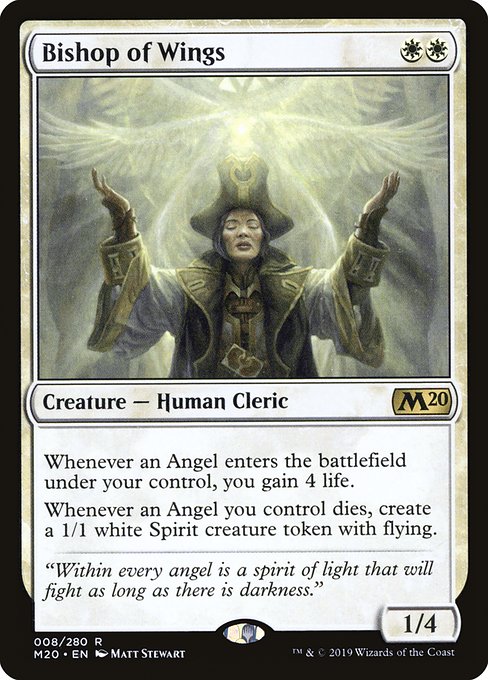 Bishop of Wings
Creature — Human Cleric
M20
Whenever an Angel enters the battlefield
under your control, you gain 4 life.
Whenever an Angel you control dies, create
a 1/1 white Spirit creature token with flying.
“Within every angel is a spirit of light that will
fight as long as there is darkness.”
1/4
008/280 R
M20 • EN Matt Stewart
™ & © 2019 Wizards of the Coast